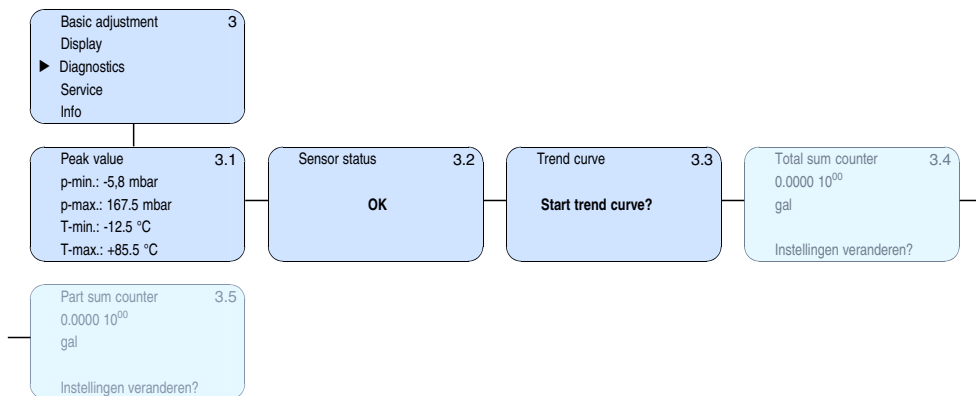 Basic adjustment 3
Display
▶ Diagnostics
Service
Info
Peak value 3.1
p-min.: -5,8 mbar
p-max.: 167.5 mbar
T-min.: -12.5 °C
T-max.: +85.5 °C
Sensor status 3.2
OK
Trend curve 3.3
Start trend curve?
Total sum counter 3.4
0.0000 10⁰⁰
gal
Instellingen veranderen?
Part sum counter 3.5
0.0000 10⁰⁰
gal
Instellingen veranderen?